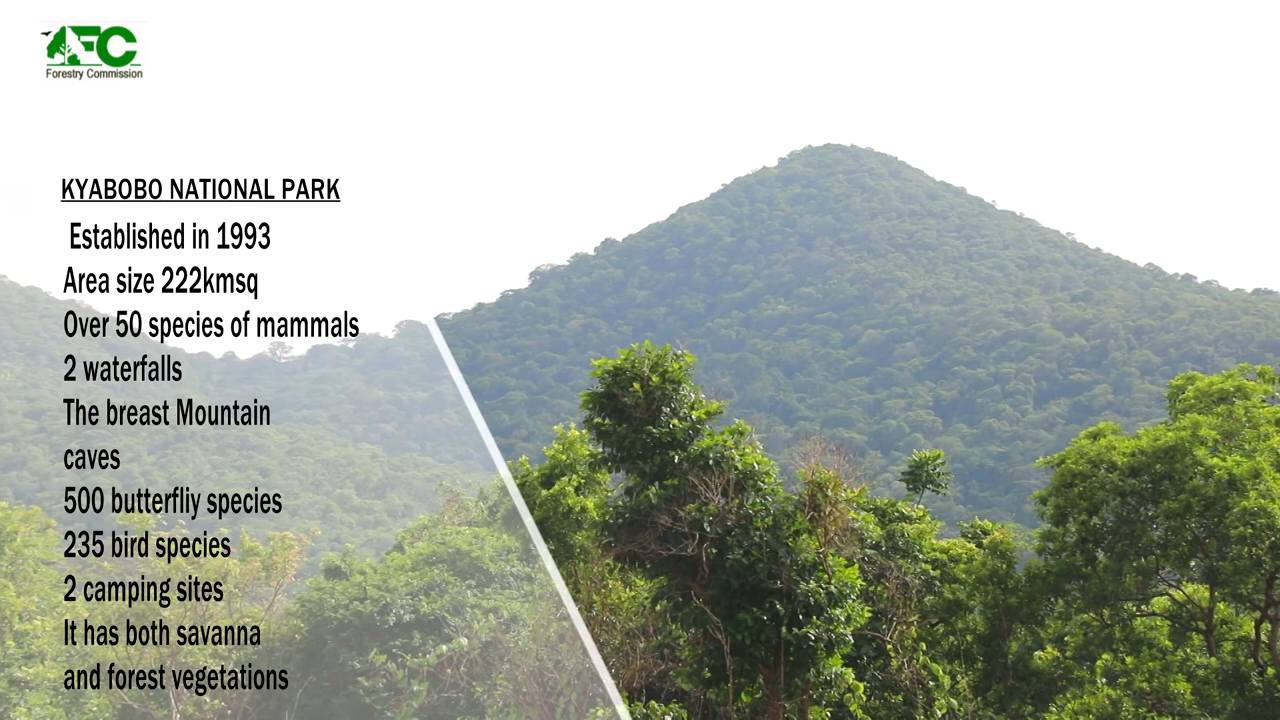 FC
Forestry Commission
KYABOBO NATIONAL PARK
Established in 1993
Area size 222kmsq
Over 50 species of mammals
2 waterfalls
The breast Mountain
caves
500 butterfliy species
235 bird species
2 camping sites
It has both savanna
and forest vegetations